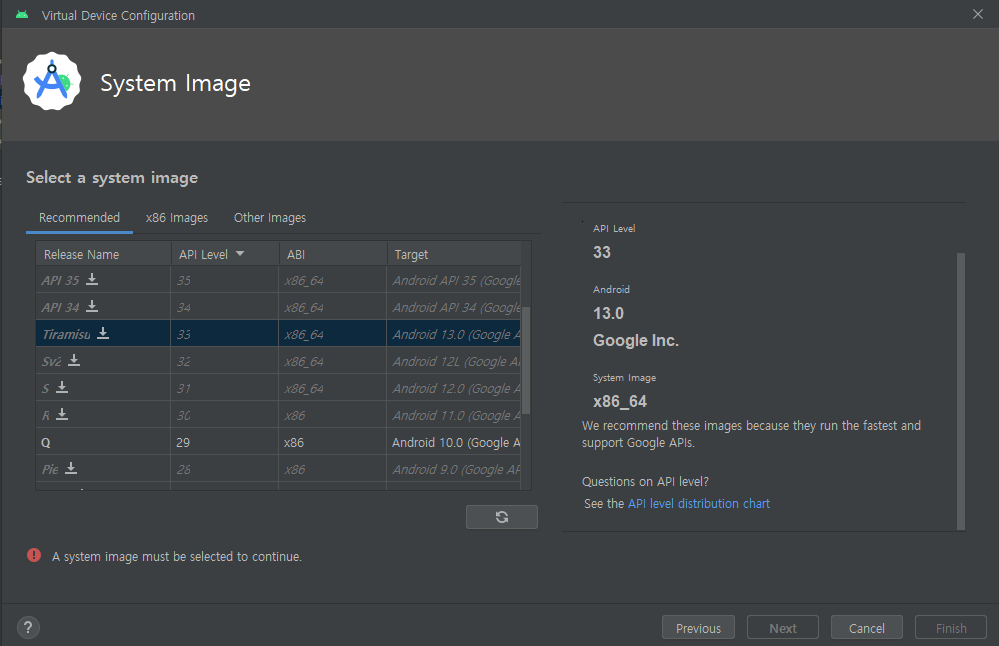 Virtual Device Configuration
System Image
Select a system image
Recommended x86 Images Other Images
Release Name API Level ABI Target
API 35 35 x86_64 Android API 35 (Google
API 34 34 x86_64 Android API 34 (Google
Tiramisu 33 x86_64 Android 13.0 (Google A
Sv2 32 x86_64 Android 12L (Google A
S 31 x86_64 Android 12.0 (Google A
R 30 x86 Android 11.0 (Google A
Q 29 x86 Android 10.0 (Google A
Pie 28 x86 Android 9.0 (Google AP
API Level
33
Android
13.0
Google Inc.
System Image
x86_64
We recommend these images because they run the fastest and
support Google APIs.
Questions on API level?
See the API level distribution chart
A system image must be selected to continue.
? Previous Next Cancel Finish